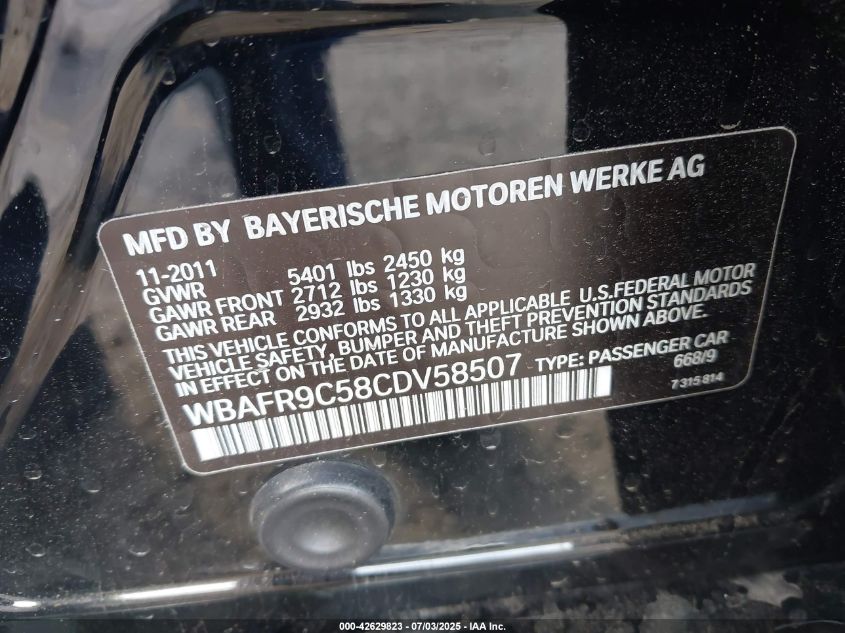 MFD BY BAYERISCHE MOTOREN WERKE AG
11-2011
GVWR 5401 lbs 2450 kg
GAWR FRONT 2712 lbs 1230 kg
GAWR REAR 2932 lbs 1330 kg
THIS VEHICLE CONFORMS TO ALL APPLICABLE U.S.FEDERAL MOTOR
VEHICLE SAFETY, BUMPER AND THEFT PREVENTION STANDARDS
IN EFFECT ON THE DATE OF MANUFACTURE SHOWN ABOVE.
WBAFR9C58CDV58507 TYPE: PASSENGER CAR
668/9
7 315 814
000-42629823 / 07/03/2025 - IAA Inc.